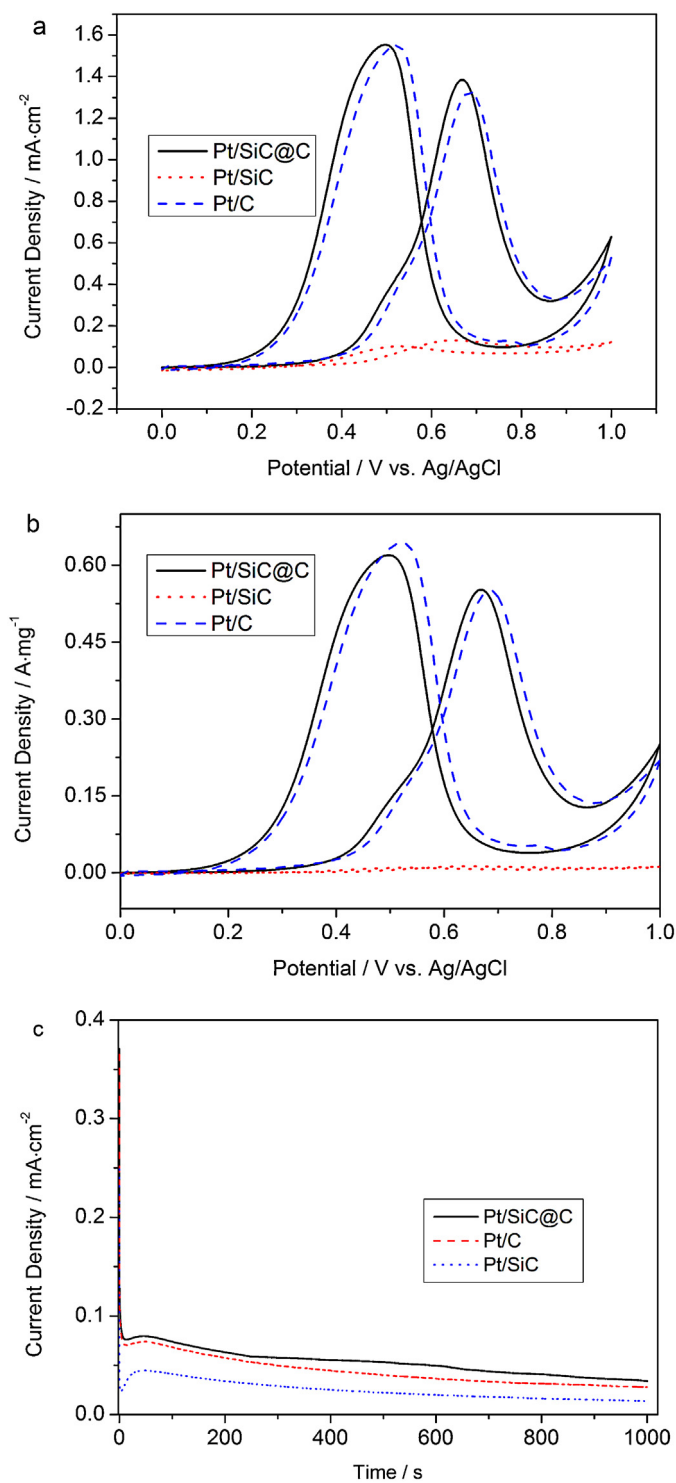 a
1.6
1.4
1.2
1.0
0.8
0.6
0.4
0.2
0.0
-0.2
Current Density / mA·cm-2
Pt/SiC@C
Pt/SiC
Pt/C
0.0 0.2 0.4 0.6 0.8 1.0
Potential / V vs. Ag/AgCl
b
0.60
0.45
0.30
0.15
0.00
Current Density / A·mg-1
Pt/SiC@C
Pt/SiC
Pt/C
0.0 0.2 0.4 0.6 0.8 1.0
Potential / V vs. Ag/AgCl
c
0.4
0.3
0.2
0.1
0.0
Current Density / mA·cm-2
Pt/SiC@C
Pt/C
Pt/SiC
0 200 400 600 800 1000
Time / s